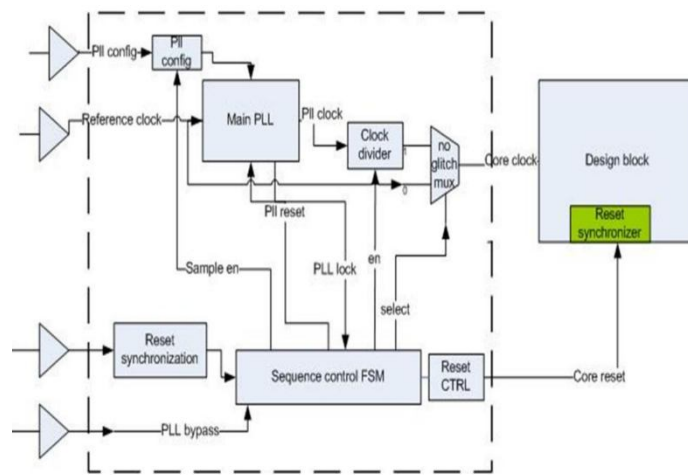 Pll config
Pll
config
Reference clock
Main PLL
Pll clock
Clock
divider
1
0
no
glitch
mux
Core clock
Design block
Reset
synchronizer
Pll reset
Sample en
PLL lock
en
select
Reset
synchronization
Sequence control FSM
Reset
CTRL
Core reset
PLL bypass